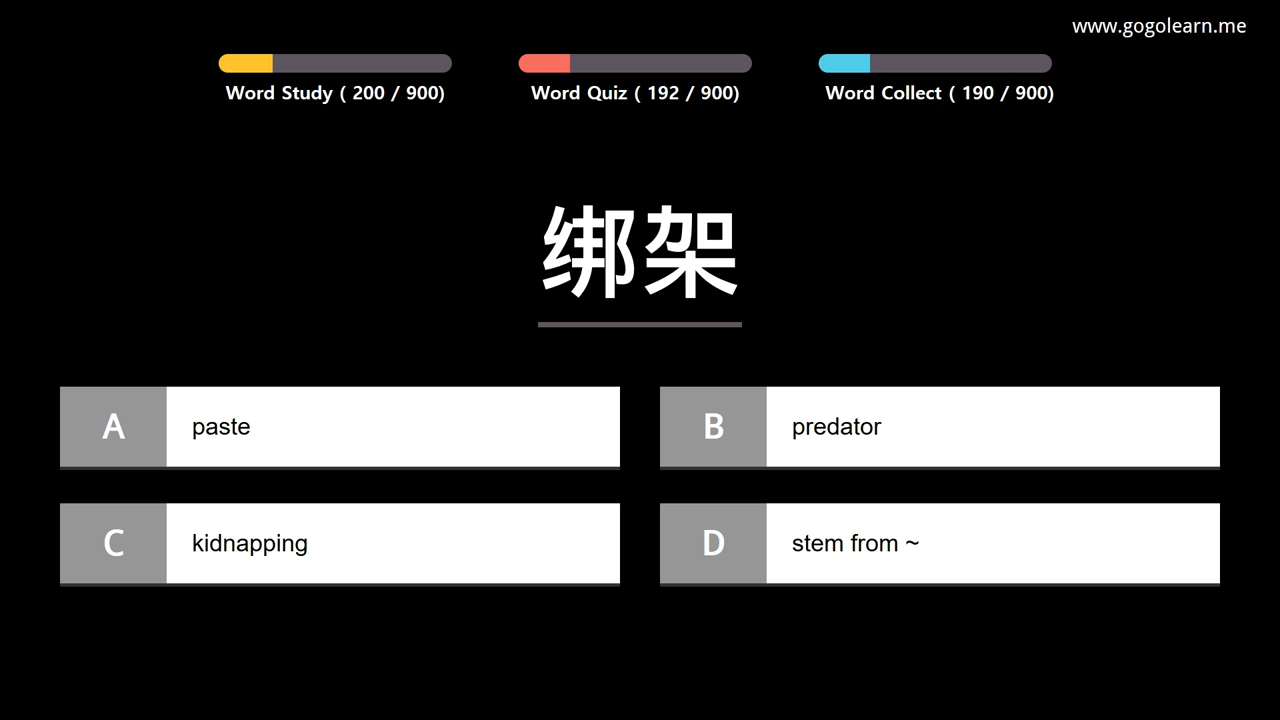 www.gogolearn.me
Word Study ( 200 / 900)
Word Quiz ( 192 / 900)
Word Collect ( 190 / 900)
绑架
A paste
B predator
C kidnapping
D stem from ~